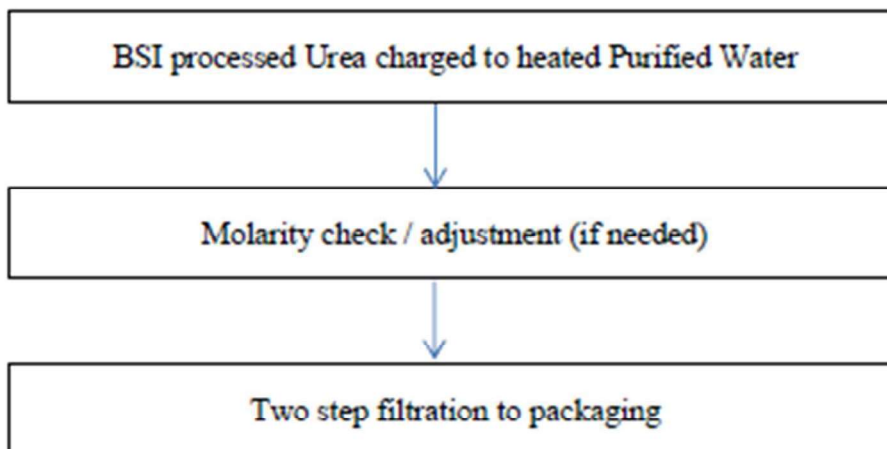 BSI processed Urea charged to heated Purified Water
Molarity check / adjustment (if needed)
Two step filtration to packaging